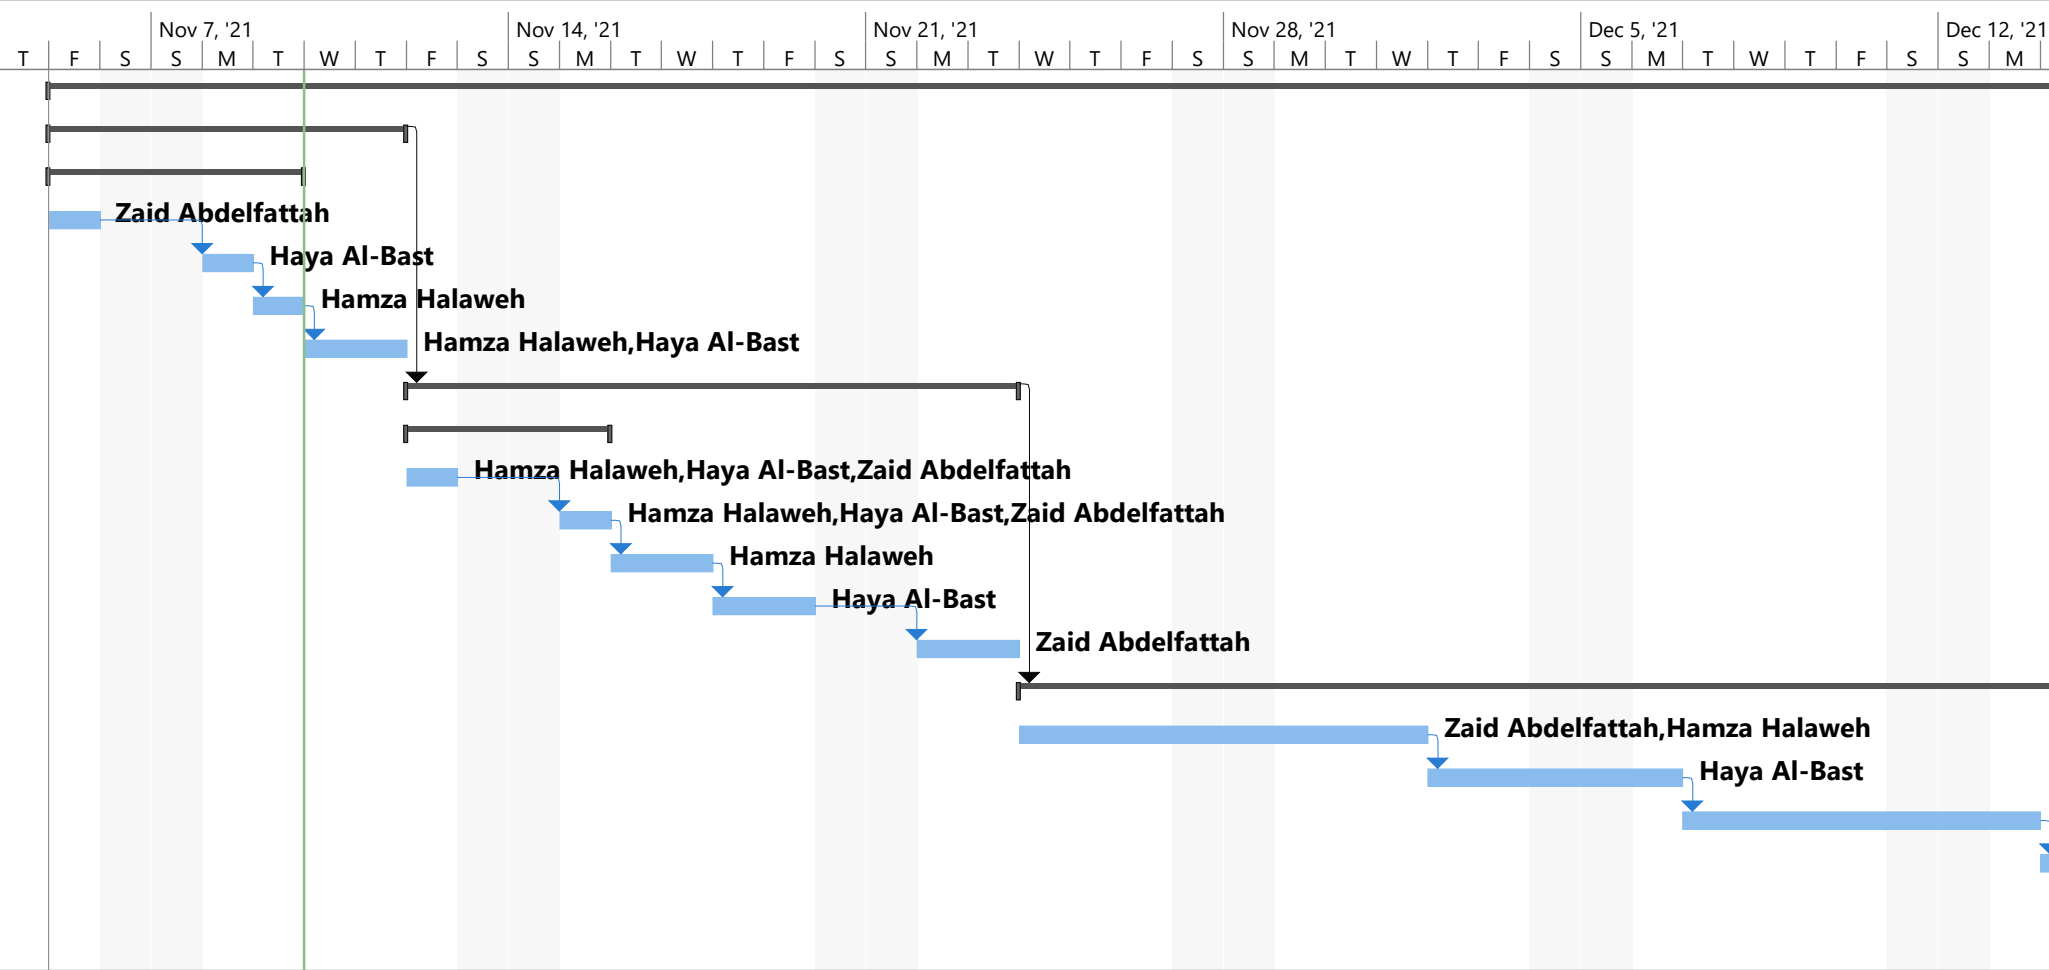 Nov 7, '21 Nov 14, '21 Nov 21, '21 Nov 28, '21 Dec 5, '21 Dec 12, '21
T F S S M T W T F S S M T W T F S S M T W T F S S M T W T F S S M T W T F S S M
Zaid Abdelfattah
Haya Al-Bast
Hamza Halaweh
Hamza Halaweh,Haya Al-Bast
Hamza Halaweh,Haya Al-Bast,Zaid Abdelfattah
Hamza Halaweh,Haya Al-Bast,Zaid Abdelfattah
Hamza Halaweh
Haya Al-Bast
Zaid Abdelfattah
Zaid Abdelfattah,Hamza Halaweh
Haya Al-Bast